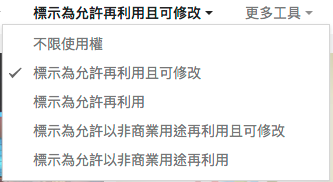 標示為允許再利用且可修改 更多工具
不限使用權
標示為允許再利用且可修改
標示為允許再利用
標示為允許以非商業用途再利用且可修改
標示為允許以非商業用途再利用